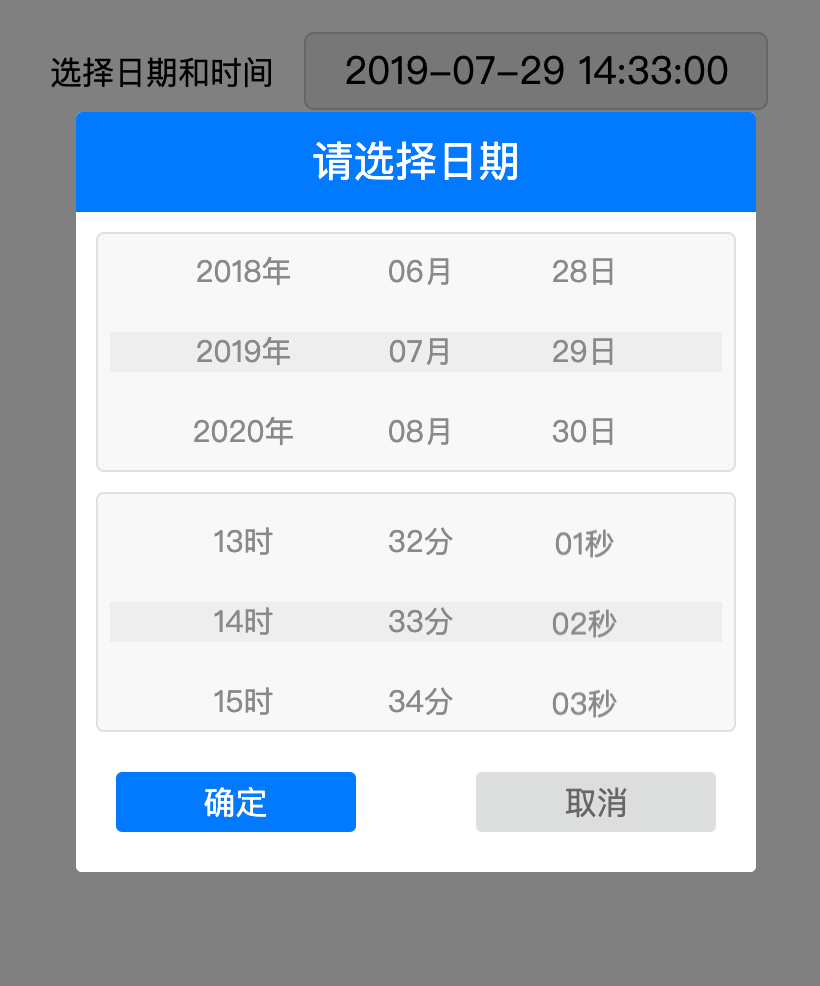 选择日期和时间 2019-07-29 14:33:00
请选择日期
2018年 06月 28日
2019年 07月 29日
2020年 08月 30日
13时 32分 01秒
14时 33分 02秒
15时 34分 03秒
确定 取消